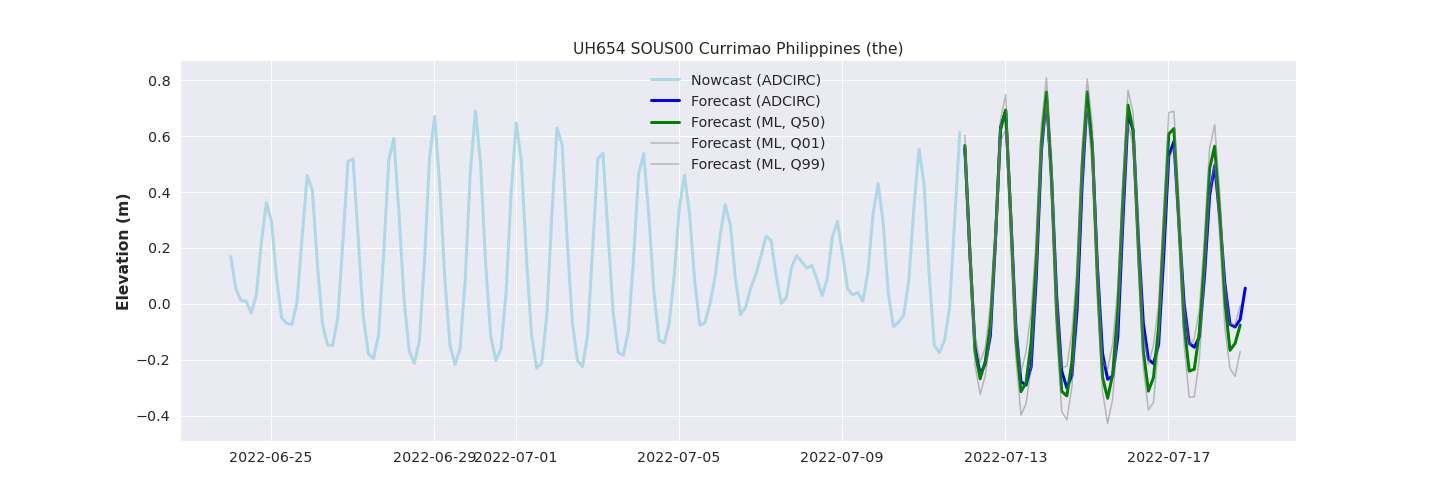 UH654 SOUS00 Currimao Philippines (the)
Nowcast (ADCIRC)
Forecast (ADCIRC)
Forecast (ML, Q50)
Forecast (ML, Q01)
Forecast (ML, Q99)
Elevation (m)
0.8
0.6
0.4
0.2
0.0
−0.2
−0.4
2022-06-25 2022-06-29 2022-07-01 2022-07-05 2022-07-09 2022-07-13 2022-07-17